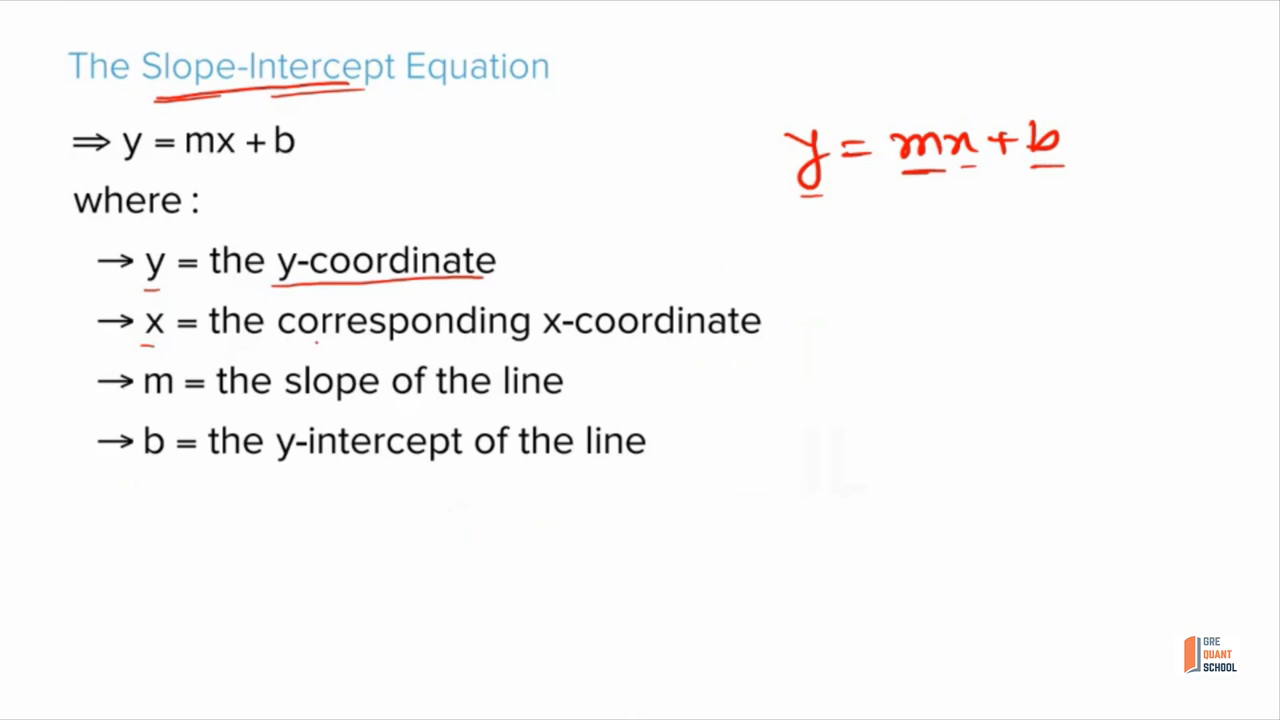 The Slope-Intercept Equation
⇒ y = mx + b
y = mx + b
where :
→ y = the y-coordinate
→ x = the corresponding x-coordinate
→ m = the slope of the line
→ b = the y-intercept of the line
GRE
QUANT
SCHOOL